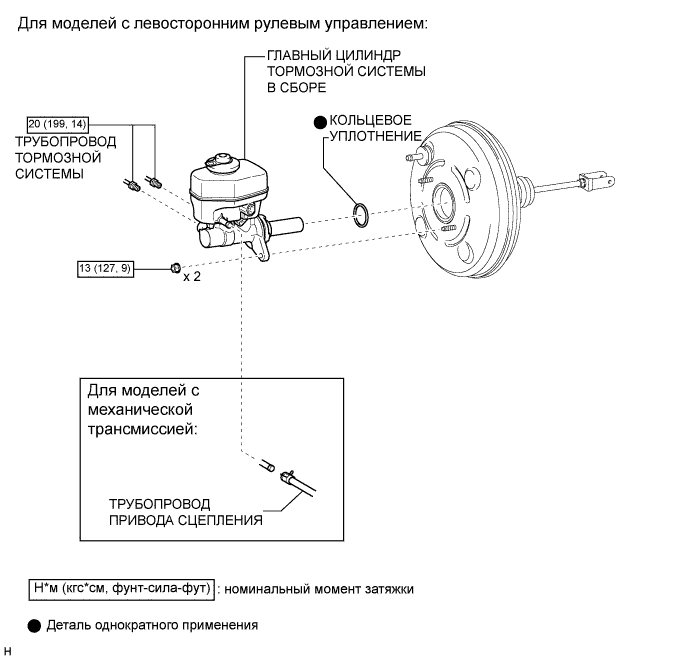 Для моделей с левосторонним рулевым управлением:
ГЛАВНЫЙ ЦИЛИНДР
ТОРМОЗНОЙ СИСТЕМЫ
В СБОРЕ
КОЛЬЦЕВОЕ
УПЛОТНЕНИЕ
20 (199, 14)
ТРУБОПРОВОД
ТОРМОЗНОЙ
СИСТЕМЫ
13 (127, 9)
x 2
Для моделей с
механической
трансмиссией:
ТРУБОПРОВОД
ПРИВОДА СЦЕПЛЕНИЯ
Н*м (кгс*см, фунт-сила-фут) : номинальный момент затяжки
Деталь однократного применения
H